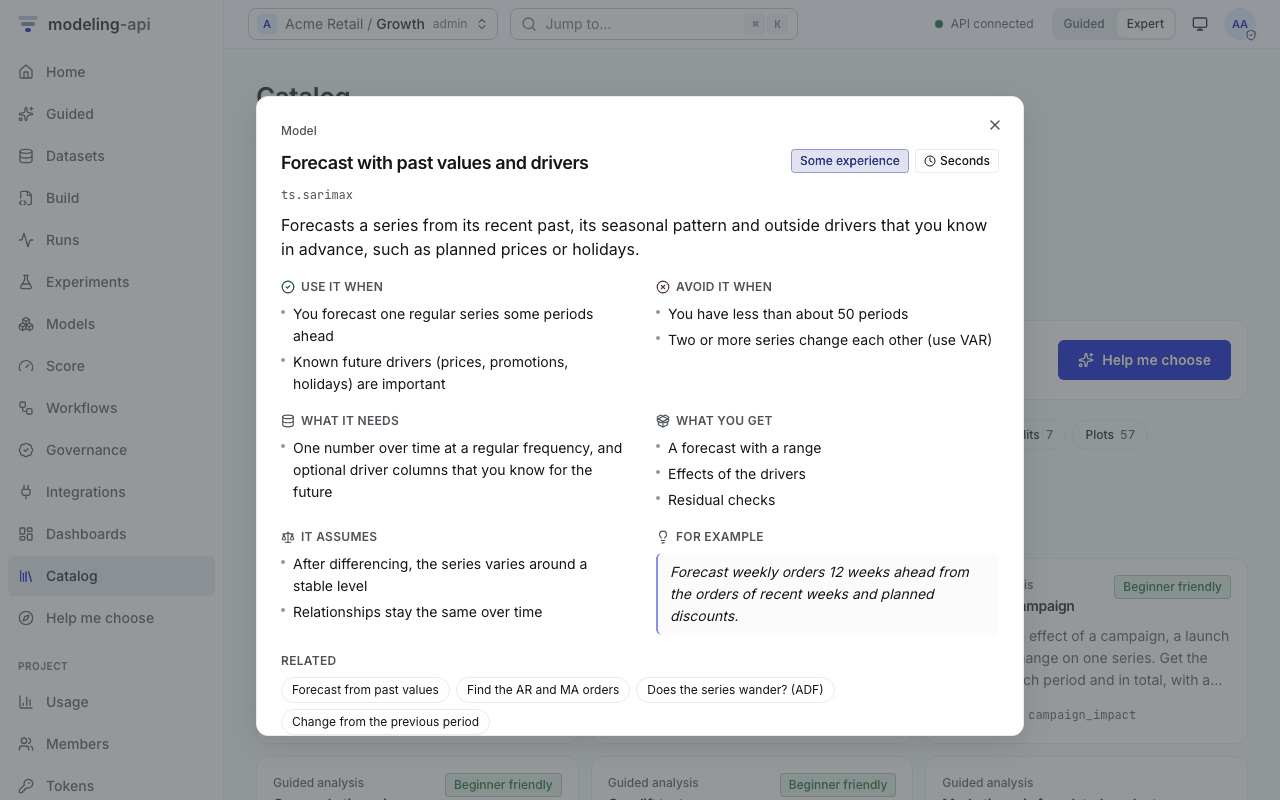 modeling-api
A
Acme Retail / Growth admin
Jump to...
⌘ K
API connected
Guided
Expert
AA
Home
Guided
Datasets
Build
Runs
Experiments
Models
Score
Workflows
Governance
Integrations
Dashboards
Catalog
Help me choose
PROJECT
Usage
Members
Tokens
Catalog
Model
Forecast with past values and drivers
Some experience
Seconds
ts.sarimax
Forecasts a series from its recent past, its seasonal pattern and outside drivers that you know
in advance, such as planned prices or holidays.
USE IT WHEN
You forecast one regular series some periods
ahead
Known future drivers (prices, promotions,
holidays) are important
AVOID IT WHEN
You have less than about 50 periods
Two or more series change each other (use VAR)
WHAT IT NEEDS
One number over time at a regular frequency, and
optional driver columns that you know for the
future
WHAT YOU GET
A forecast with a range
Effects of the drivers
Residual checks
IT ASSUMES
After differencing, the series varies around a
stable level
Relationships stay the same over time
FOR EXAMPLE
Forecast weekly orders 12 weeks ahead from
the orders of recent weeks and planned
discounts.
RELATED
Forecast from past values
Find the AR and MA orders
Does the series wander? (ADF)
Change from the previous period
Help me choose
7
Plots 57
Beginner friendly
effect of a campaign, a launch
on one series. Get the
period and in total, with a...
campaign_impact
Guided analysis
Beginner friendly
Guided analysis
Beginner friendly
Guided analysis